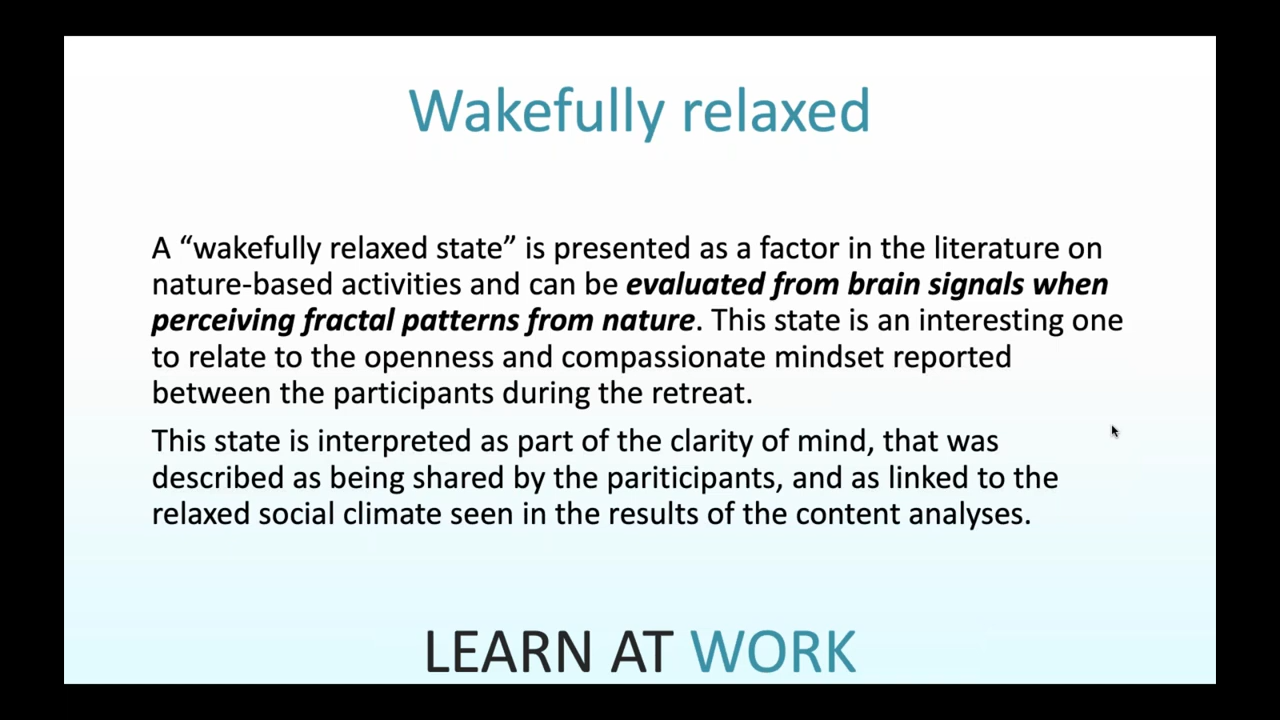 Wakefully relaxed
A “wakefully relaxed state” is presented as a factor in the literature on
nature-based activities and can be evaluated from brain signals when
perceiving fractal patterns from nature. This state is an interesting one
to relate to the openness and compassionate mindset reported
between the participants during the retreat.
This state is interpreted as part of the clarity of mind, that was
described as being shared by the pariticipants, and as linked to the
relaxed social climate seen in the results of the content analyses.
LEARN AT WORK